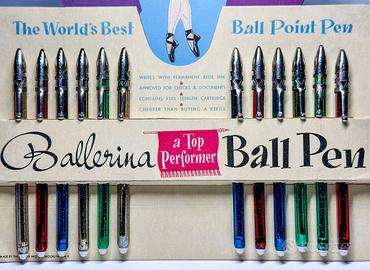 The World's Best
Ball Point Pen
WRITES WITH PERMANENT BLUE INK
APPROVED FOR CHECKS & DOCUMENTS
CONTAINS FULL LENGTH CARTRIDGE
CHEAPER THAN BUYING A REFILL
Ballerina
a Top
Performer
Ball Pen